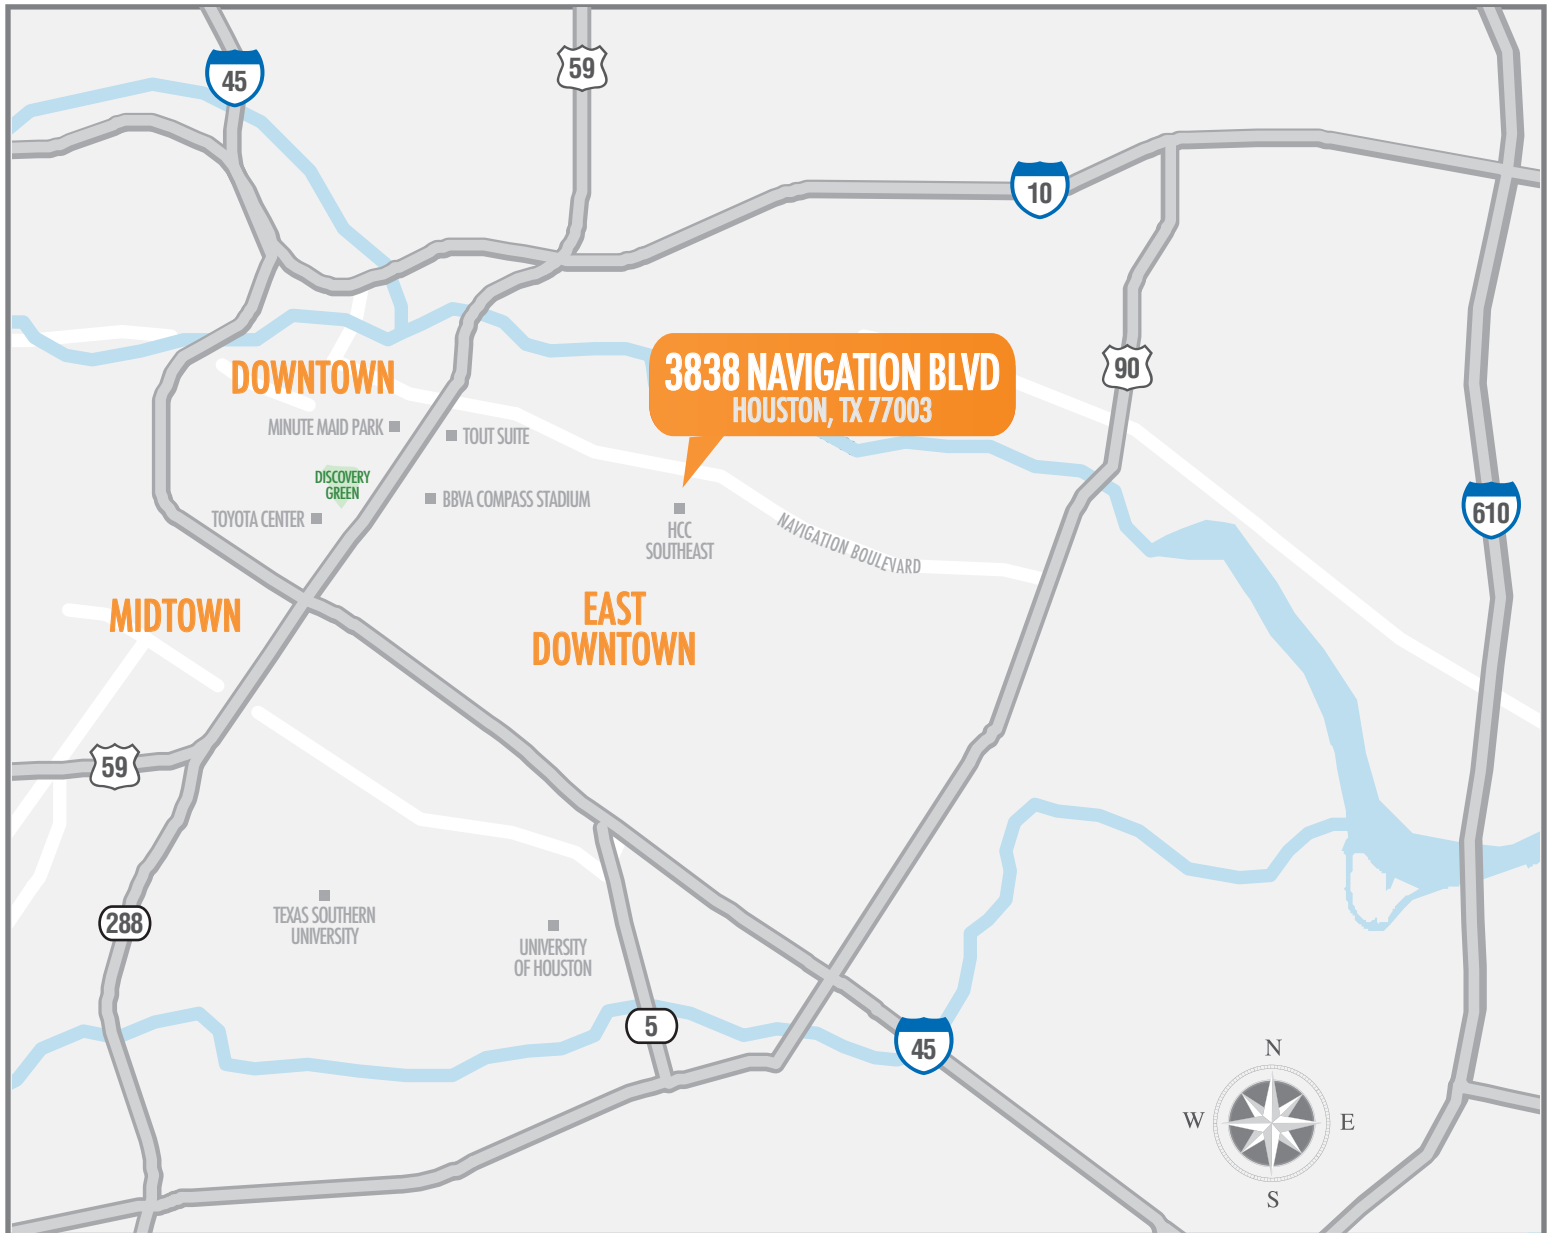 45
59
10
3838 NAVIGATION BLVD
HOUSTON, TX 77003
DOWNTOWN
90
MINUTE MAID PARK
TOUT SUITE
DISCOVERY
GREEN
BBVA COMPASS STADIUM
TOYOTA CENTER
610
HCC
SOUTHEAST
NAVIGATION BOULEVARD
MIDTOWN
EAST
DOWNTOWN
59
288
TEXAS SOUTHERN
UNIVERSITY
UNIVERSITY
OF HOUSTON
5
45
N
W
E
S